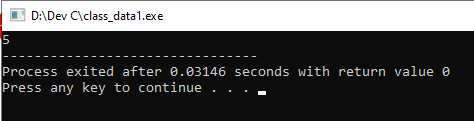 D:\Dev C\class_data1.exe
5
--------------------------------
Process exited after 0.03146 seconds with return value 0
Press any key to continue . . .